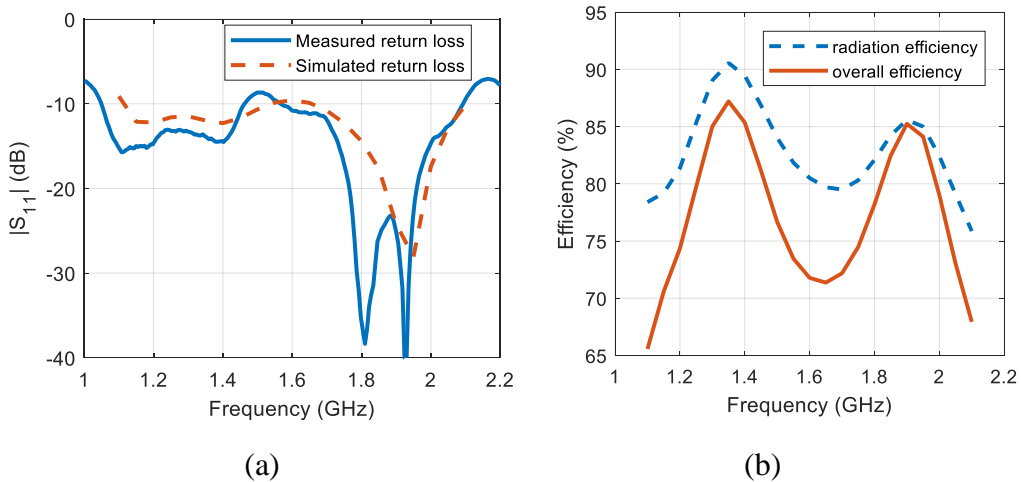 0
-10
-20
-30
-40
1
1.2
1.4
1.6
1.8
2
2.2
|S11| (dB)
Frequency (GHz)
Measured return loss
Simulated return loss
(a)
95
90
85
80
75
70
65
1
1.2
1.4
1.6
1.8
2
2.2
Efficiency (%)
Frequency (GHz)
radiation efficiency
overall efficiency
(b)